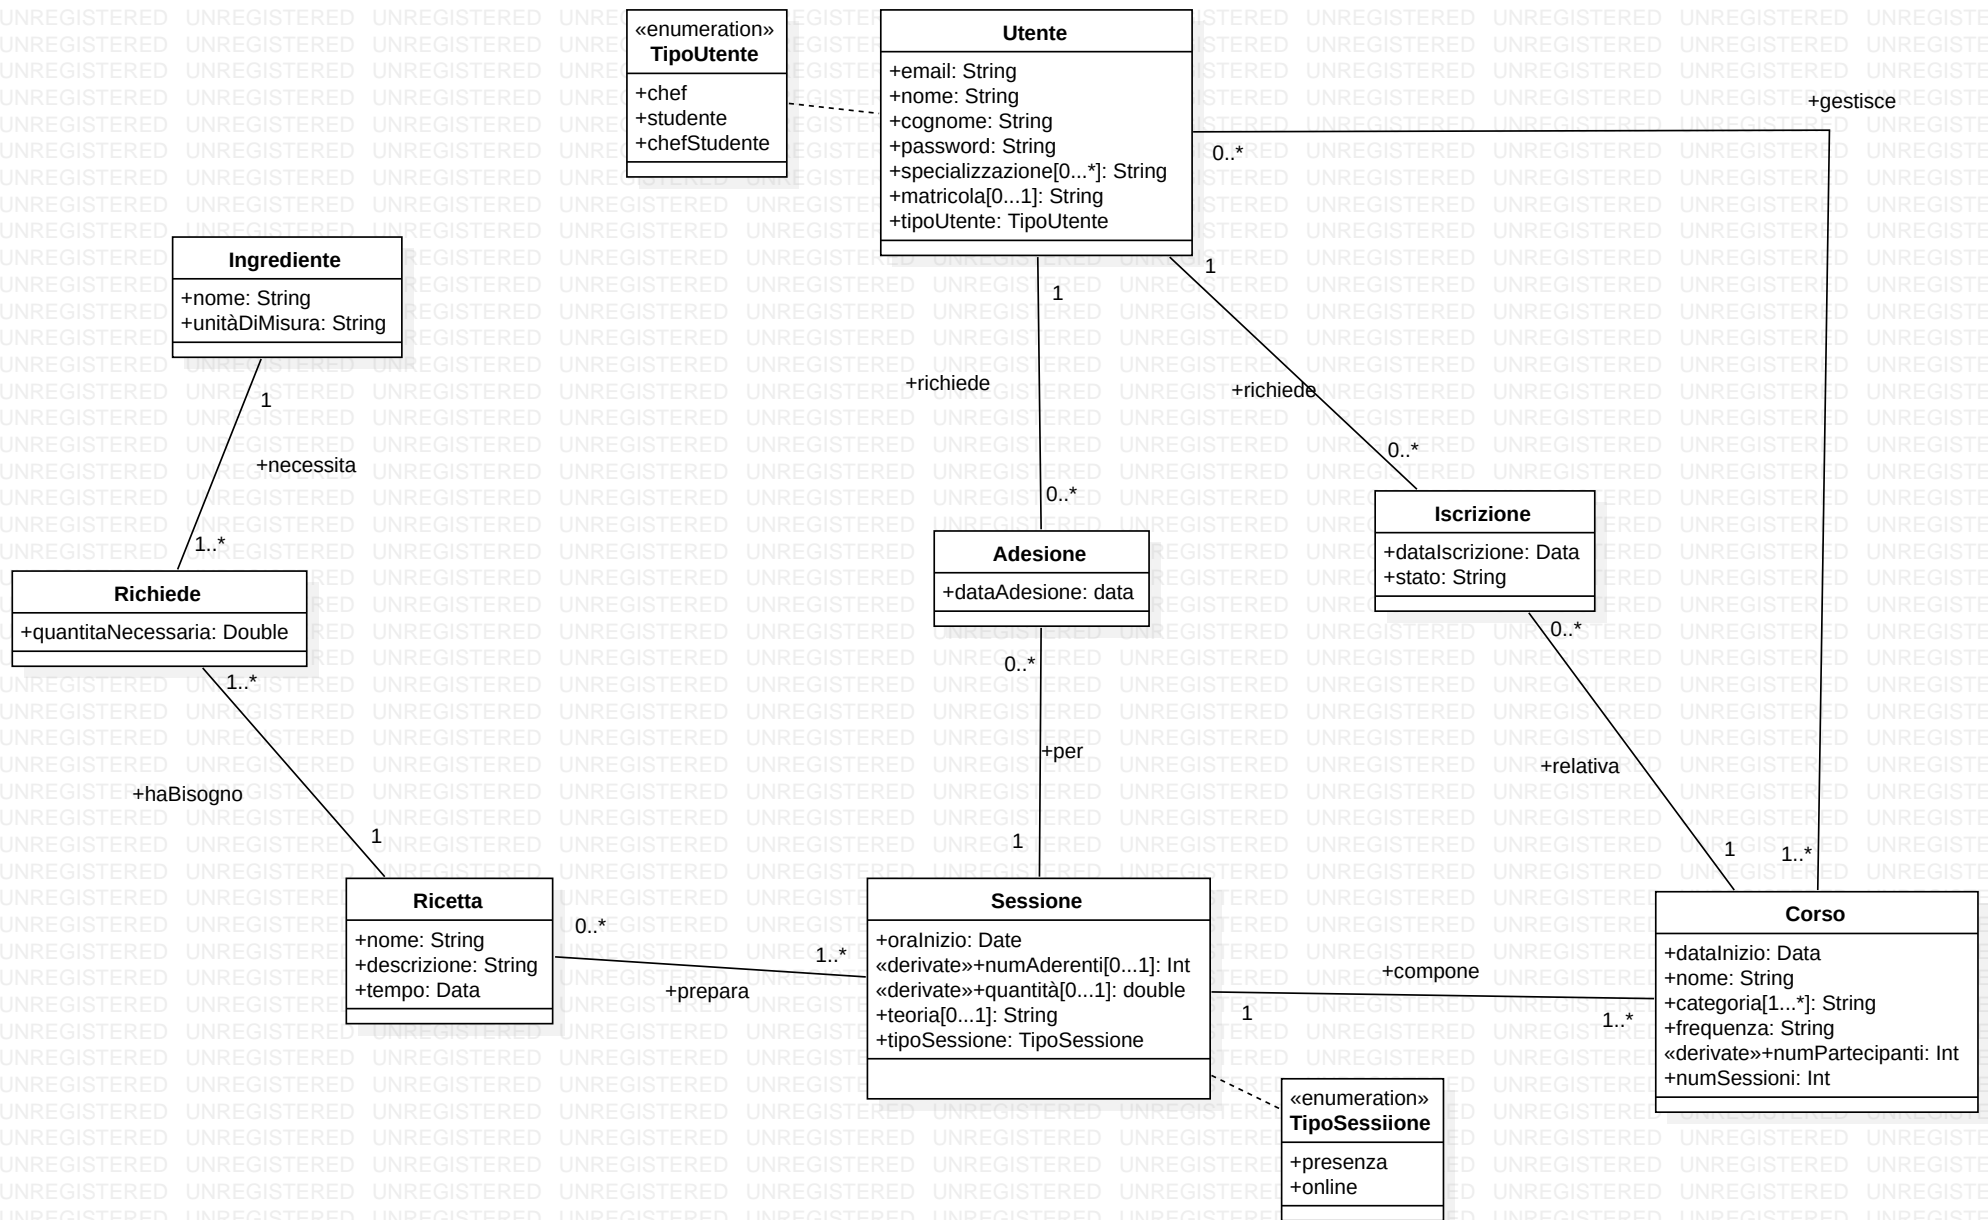 «enumeration»
TipoUtente
+chef
+studente
+chefStudente
Utente
+email: String
+nome: String
+cognome: String
+password: String
+specializzazione[0...*]: String
+matricola[0...1]: String
+tipoUtente: TipoUtente
+gestisce
0..*
Ingrediente
+nome: String
+unitàDiMisura: String
1
1
+richiede
+richiede
1
+necessita
0..*
0..*
1..*
Iscrizione
+dataIscrizione: Data
+stato: String
Adesione
+dataAdesione: data
Richiede
+quantitaNecessaria: Double
0..*
0..*
1..*
+per
+relativa
+haBisogno
1
1
1
1..*
Ricetta
+nome: String
+descrizione: String
+tempo: Data
0..*
+prepara
1..*
Sessione
+oraInizio: Date
«derivate»+numAderenti[0...1]: Int
«derivate»+quantità[0...1]: double
+teoria[0...1]: String
+tipoSessione: TipoSessione
+compone
1
1..*
Corso
+dataInizio: Data
+nome: String
+categoria[1...*]: String
+frequenza: String
«derivate»+numPartecipanti: Int
+numSessioni: Int
«enumeration»
TipoSessiione
+presenza
+online
UNREGISTERED